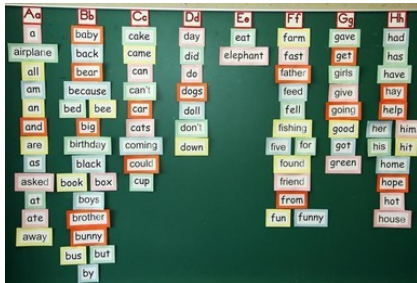 Aa Bb Cc Dd Ee Ff Gg Hh
a baby cake day eat farm gave had
airplane back came did elephant fast get has
all bear can do father girls have
am because can't dogs feed give hay
an bed bee car doll fell going help
and big cats don't fishing good her him
are birthday coming down five for got his hit
as black could found green home
asked book box cup friend hope
at boys from hot
ate brother fun funny house
away bunny
bus but
by